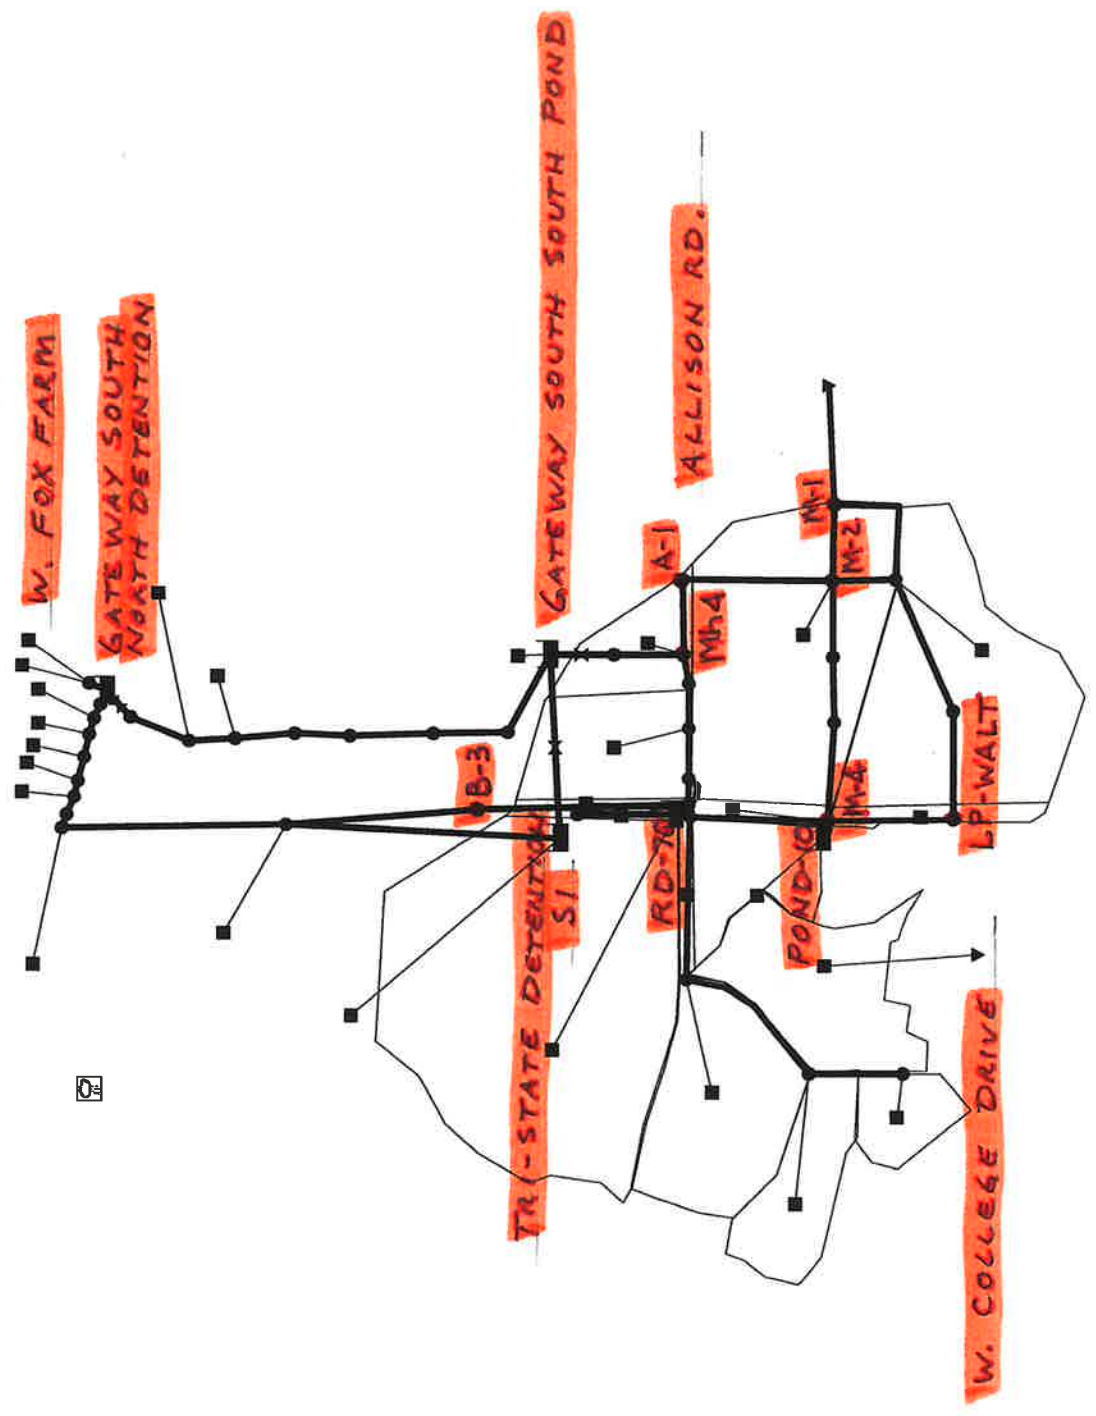 W. FOX FARM
GATEWAY SOUTH
NORTH DETENTION
GATEWAY SOUTH SOUTH POND
ALLISON RD.
A-1
Mh4
M-1
M-2
B-3
TRI-STATE DETENTION
S1
RD-70
POND-10
M-4
LP-WALT
W. COLLEGE DRIVE